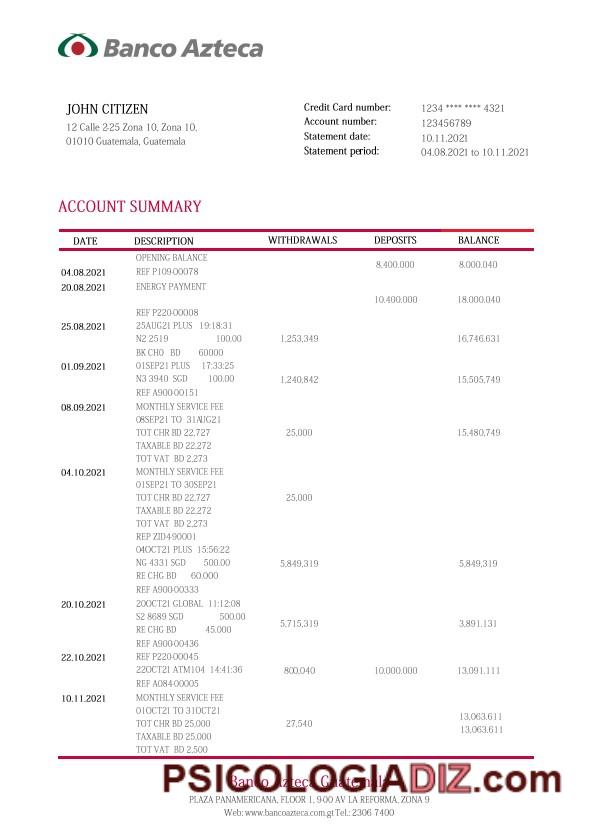 Banco Azteca
JOHN CITIZEN
12 Calle 2-25 Zona 10, Zona 10,
01010 Guatemala, Guatemala
Credit Card number: 1234 **** **** 4321
Account number: 123456789
Statement date: 10.11.2021
Statement period: 04.08.2021 to 10.11.2021
ACCOUNT SUMMARY
DATE DESCRIPTION WITHDRAWALS DEPOSITS BALANCE
OPENING BALANCE
8.400.000 8.000.040
04.08.2021 REF P109-00078
20.08.2021 ENERGY PAYMENT
10.400.000 18.000.040
REF P220-00008
25.08.2021 25AUG21 PLUS 19:18:31
N2 2519 100.00 1,253,349 16,746.631
BK CHO BD 60000
01.09.2021 01SEP21 PLUS 17:33:25
N3 3940 SGD 100.00 1,240,842 15,505,749
REF A900-00151
08.09.2021 MONTHLY SERVICE FEE
08SEP21 TO 31AUG21
TOT CHR BD 22,727 25,000 15,480,749
TAXABLE BD 22,272
TOT VAT BD 2,273
04.10.2021 MONTHLY SERVICE FEE
01SEP21 TO 30SEP21
TOT CHR BD 22,727 25,000
TAXABLE BD 22,272
TOT VAT BD 2,273
REP ZID4-90001
04OCT21 PLUS 15:56:22
NG 4331 SGD 500.00 5,849,319 5,849,319
RE CHG BD 60,000
REF A900-00333
20.10.2021 20OCT21 GLOBAL 11:12:08
S2 8689 SGD 500.00
5,715,319 3,891.131
RE CHG BD 45.000
REF A900-00436
22.10.2021 REF P220-00045
22OCT21 ATM104 14:41:36 800,040 10.000.000 13,091.111
REF A084-00005
10.11.2021 MONTHLY SERVICE FEE
01OCT21 TO 31OCT21
13,063.611
TOT CHR BD 25,000 27,540
13,063.611
TAXABLE BD 25,000
TOT VAT BD 2,500
Banco Azteca Guatemala
PSICOLOGIADIZ.com
PLAZA PANAMERICANA, FLOOR 1, 9-00 AV LA REFORMA, ZONA 9
Web: www.bancoazteca.com.gt Tel.: 2306 7400